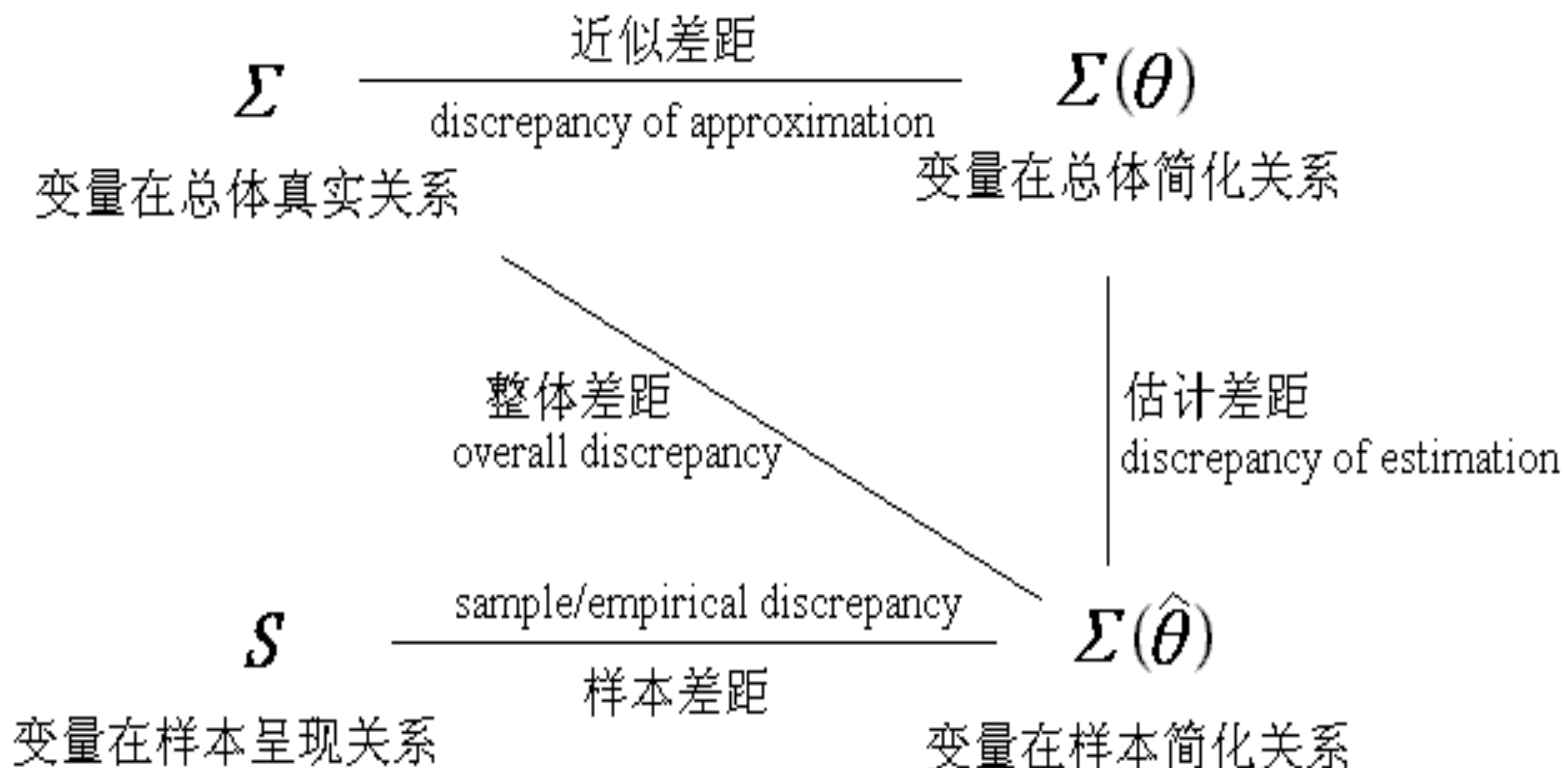 近似差距
Σ
Σ(θ)
discrepancy of approximation
变量在总体真实关系
变量在总体简化关系
整体差距
估计差距
overall discrepancy
discrepancy of estimation
sample/empirical discrepancy
S
Σ(θ̂)
样本差距
变量在样本呈现关系
变量在样本简化关系